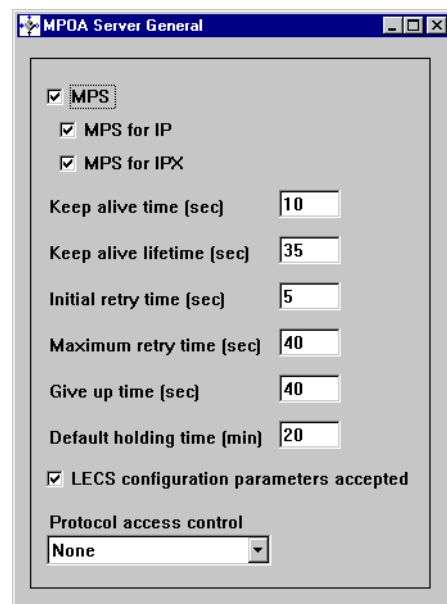 MPOA Server General
MPS
MPS for IP
MPS for IPX
Keep alive time (sec) 10
Keep alive lifetime (sec) 35
Initial retry time (sec) 5
Maximum retry time (sec) 40
Give up time (sec) 40
Default holding time (min) 20
LECS configuration parameters accepted
Protocol access control
None